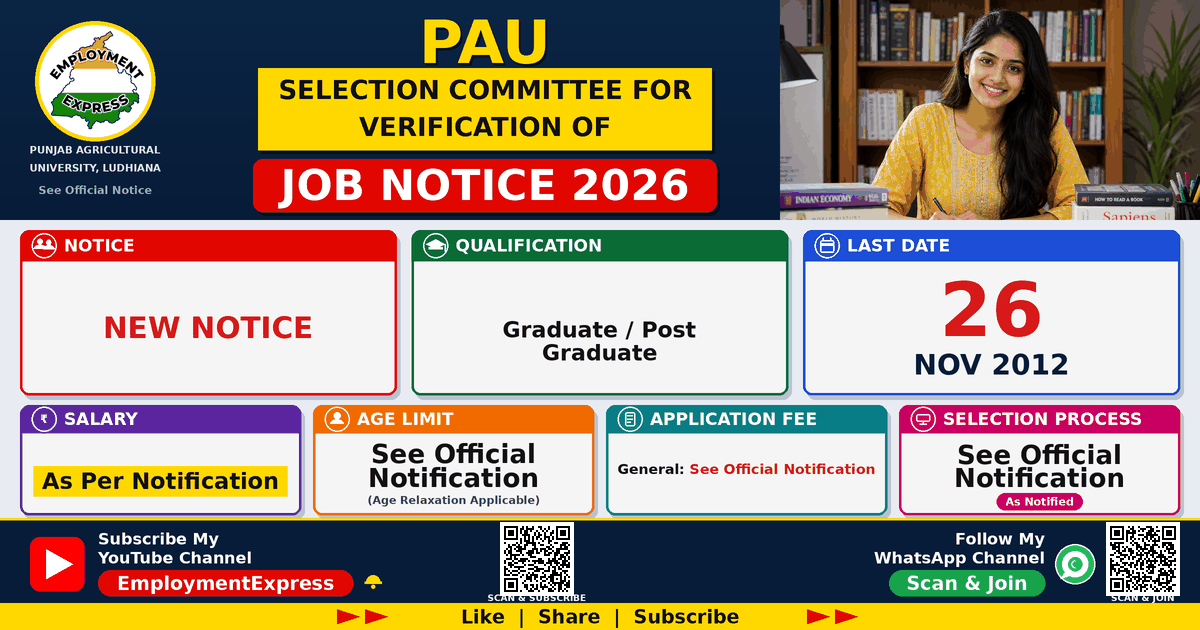 EMPLOYMENT
EXPRESS
PUNJAB AGRICULTURAL
UNIVERSITY, LUDHIANA
See Official Notice
PAU
SELECTION COMMITTEE FOR
VERIFICATION OF
JOB NOTICE 2026
INDIAN ECONOMY
WORLD HISTORY
HOW TO READ A BOOK
Sapiens
NOTICE
NEW NOTICE
QUALIFICATION
Graduate / Post
Graduate
LAST DATE
26
NOV 2012
₹ SALARY
As Per Notification
AGE LIMIT
See Official
Notification
(Age Relaxation Applicable)
APPLICATION FEE
General: See Official Notification
SELECTION PROCESS
See Official
Notification
As Notified
Subscribe My
YouTube Channel
EmploymentExpress
SCAN & SUBSCRIBE
Follow My
WhatsApp Channel
Scan & Join
SCAN & JOIN
Like | Share | Subscribe